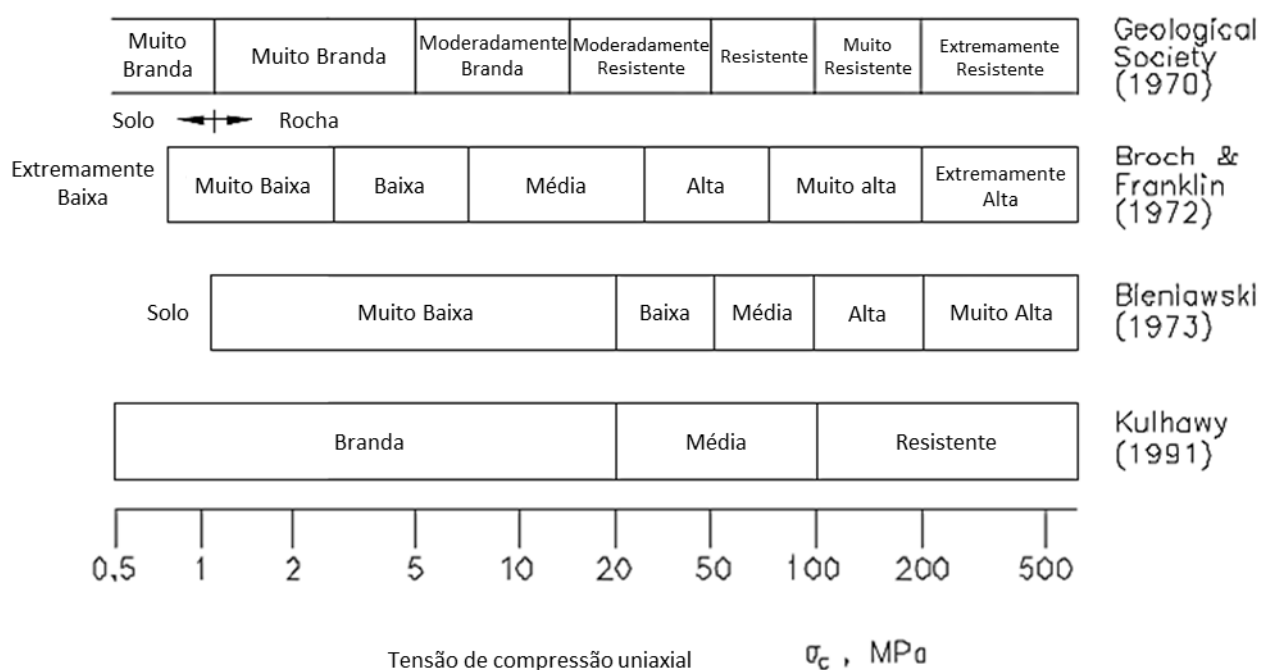 Muito
Branda
Muito Branda
Moderadamente
Branda
Moderadamente
Resistente
Resistente
Muito
Resistente
Extremamente
Resistente
Geological
Society
(1970)
Solo
Rocha
Extremamente
Baixa
Muito Baixa
Baixa
Média
Alta
Muito alta
Extremamente
Alta
Broch &
Franklin
(1972)
Solo
Muito Baixa
Baixa
Média
Alta
Muito Alta
Bieniawski
(1973)
Branda
Média
Resistente
Kulhawy
(1991)
0,5 1 2 5 10 20 50 100 200 500
Tensão de compressão uniaxial σc , MPa